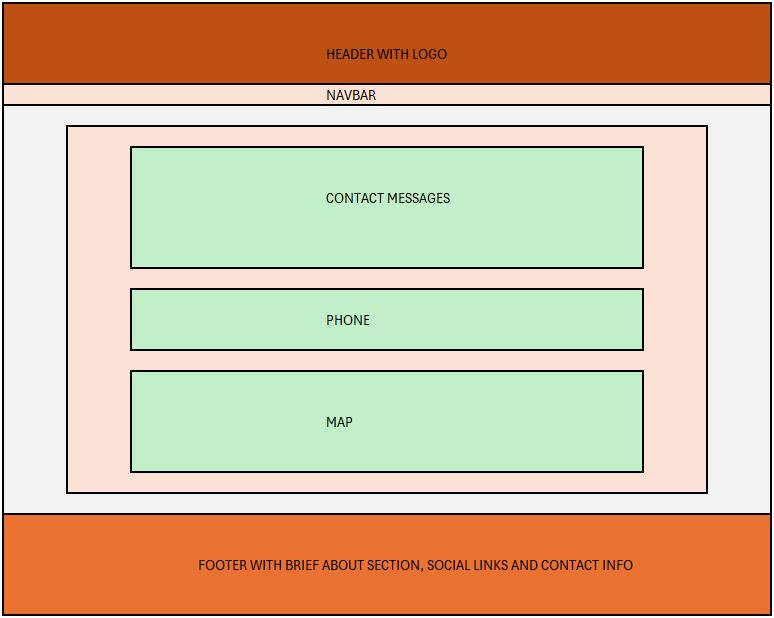 HEADER WITH LOGO
NAVBAR
CONTACT MESSAGES
PHONE
MAP
FOOTER WITH BRIEF ABOUT SECTION, SOCIAL LINKS AND CONTACT INFO